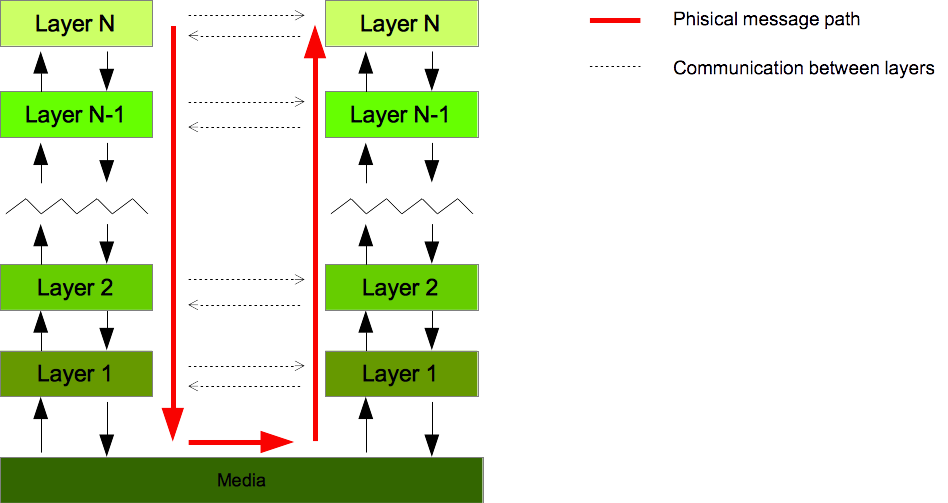 Layer N
Layer N
Phisical message path
Communication between layers
Layer N-1
Layer N-1
Layer 2
Layer 2
Layer 1
Layer 1
Media